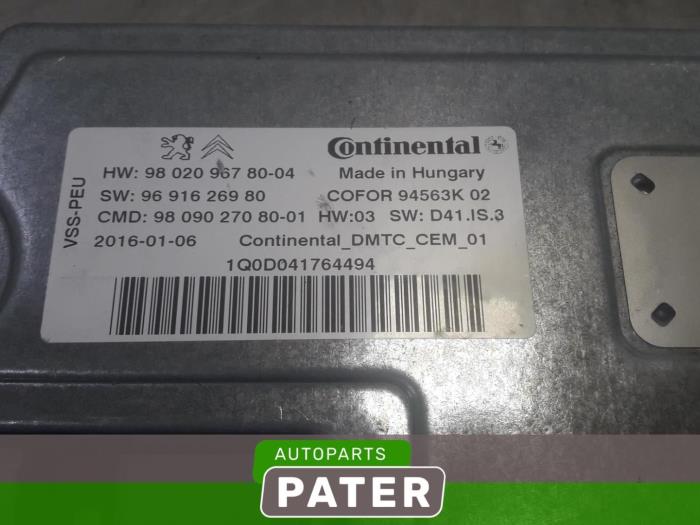 VSS-PEU
Continental
HW: 98 020 967 80-04 Made in Hungary
SW: 96 916 269 80 COFOR 94563K 02
CMD: 98 090 270 80-01 HW:03 SW: D41.IS.3
2016-01-06 Continental_DMTC_CEM_01
1Q0D041764494
AUTOPARTS
PATER